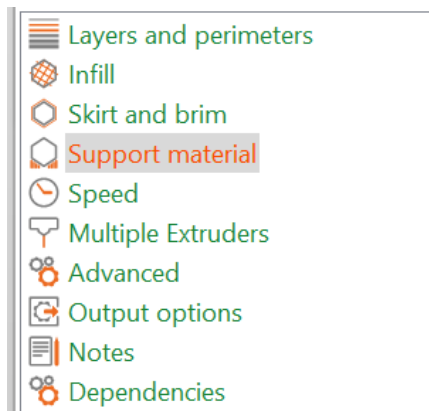 Layers and perimeters
Infill
Skirt and brim
Support material
Speed
Multiple Extruders
Advanced
Output options
Notes
Dependencies